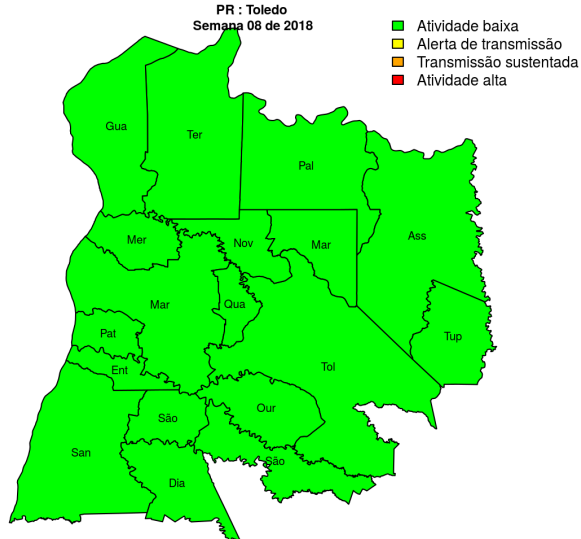 PR : Toledo
Semana 08 de 2018
Atividade baixa
Alerta de transmissão
Transmissão sustentada
Atividade alta
Gua
Ter
Pal
Mer
Nov
Mar
Ass
Mar
Qua
Pat
Tup
Ent
Tol
São
Our
San
São
Dia